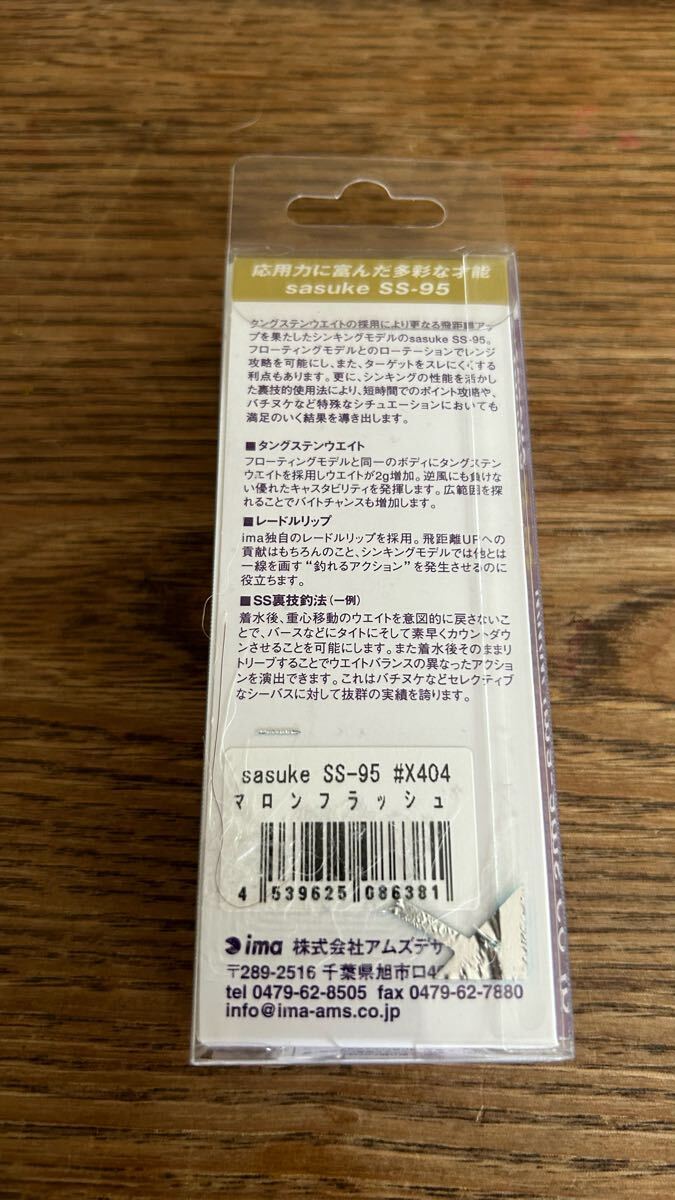 応用力に富んだ多彩な才能
sasuke SS-95
タングステンウエイトの採用により更なる飛距離アッ
プを果たしたシンキングモデルのsasuke SS-95。
フローティングモデルとのローテーションでレンジ
攻略を可能にし、また、ターゲットをスレにくくする
利点もあります。更に、シンキングの性能を活かし
た裏技的使用法により、短時間でのポイント攻略や、
バチヌケなど特殊なシチュエーションにおいても
満足のいく結果を導き出します。
■タングステンウエイト
フローティングモデルと同一のボディにタングステン
ウエイトを採用しウエイトが2g増加。逆風にも負けな
い優れたキャスタビリティを発揮します。広範囲を探
れることでバイトチャンスも増加します。
■レードルリップ
ima独自のレードルリップを採用。飛距離UPへの
貢献はもちろんのこと、シンキングモデルでは他とは
一線を画す"釣れるアクション"を発生させるのに
役立ちます。
■SS裏技釣法(一例)
着水後、重心移動のウエイトを意図的に戻さないこ
とで、バースなどにタイトにそして素早くカウントダウ
ンさせることを可能にします。また着水後そのままリ
トリーブすることでウエイトバランスの異なったアクション
を演出できます。これはバチヌケなどセレクティブ
なシーバスに対して抜群の実績を誇ります。
sasuke SS-95 #X404
マロンフラッシュ
4 539625 086381
ima 株式会社アムズデザ
〒289-2516 千葉県旭市ロ4
tel 0479-62-8505 fax 0479-62-7880
info@ima-ams.co.jp